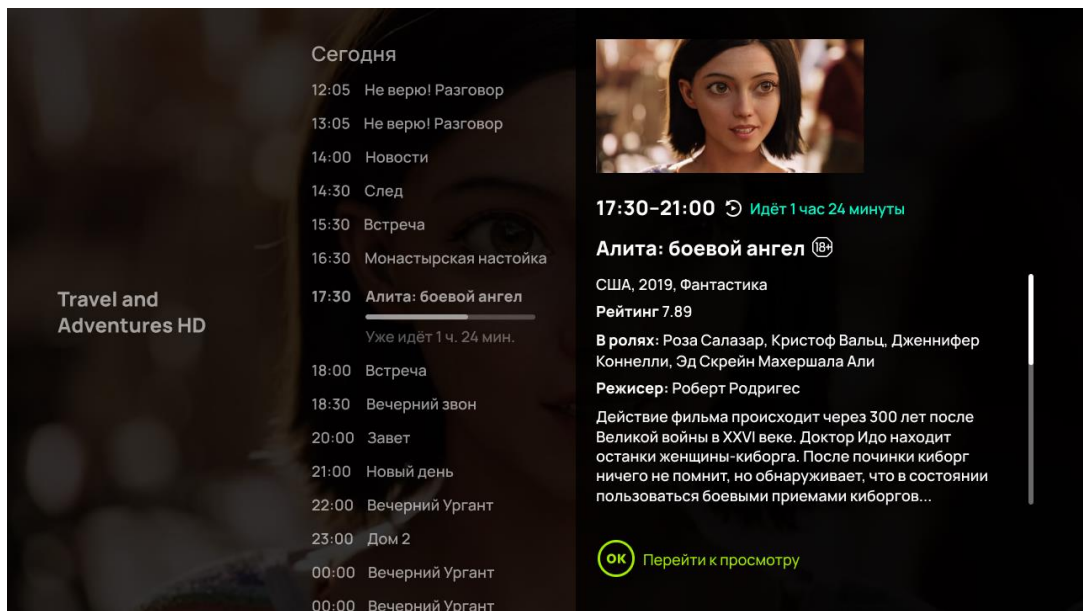 Travel and
Adventures HD
Сегодня
12:05 Не верю! Разговор
13:05 Не верю! Разговор
14:00 Новости
14:30 След
15:30 Встреча
16:30 Монастырская настойка
17:30 Алита: боевой ангел
Уже идёт 1 ч. 24 мин.
18:00 Встреча
18:30 Вечерний звон
20:00 Завет
21:00 Новый день
22:00 Вечерний Ургант
23:00 Дом 2
00:00 Вечерний Ургант
00:00 Вечерний Ургант
17:30–21:00 Идёт 1 час 24 минуты
Алита: боевой ангел 18+
США, 2019, Фантастика
Рейтинг 7.89
В ролях: Роза Салазар, Кристоф Вальц, Дженнифер
Коннелли, Эд Скрейн Махершала Али
Режисер: Роберт Родригес
Действие фильма происходит через 300 лет после
Великой войны в XXVI веке. Доктор Идо находит
останки женщины-киборга. После починки киборг
ничего не помнит, но обнаруживает, что в состоянии
пользоваться боевыми приемами киборгов...
ОК Перейти к просмотру